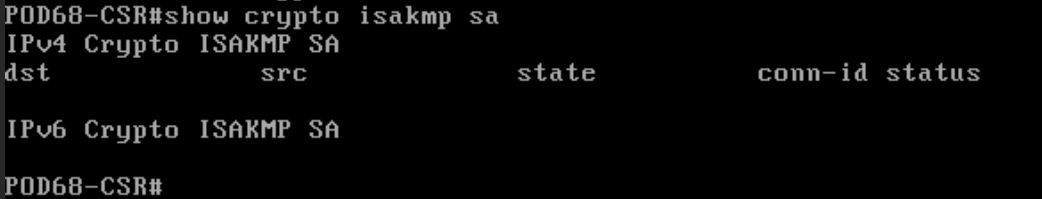 POD68-CSR#show crypto isakmp sa
IPv4 Crypto ISAKMP SA
dst src state conn-id status
IPv6 Crypto ISAKMP SA
POD68-CSR#